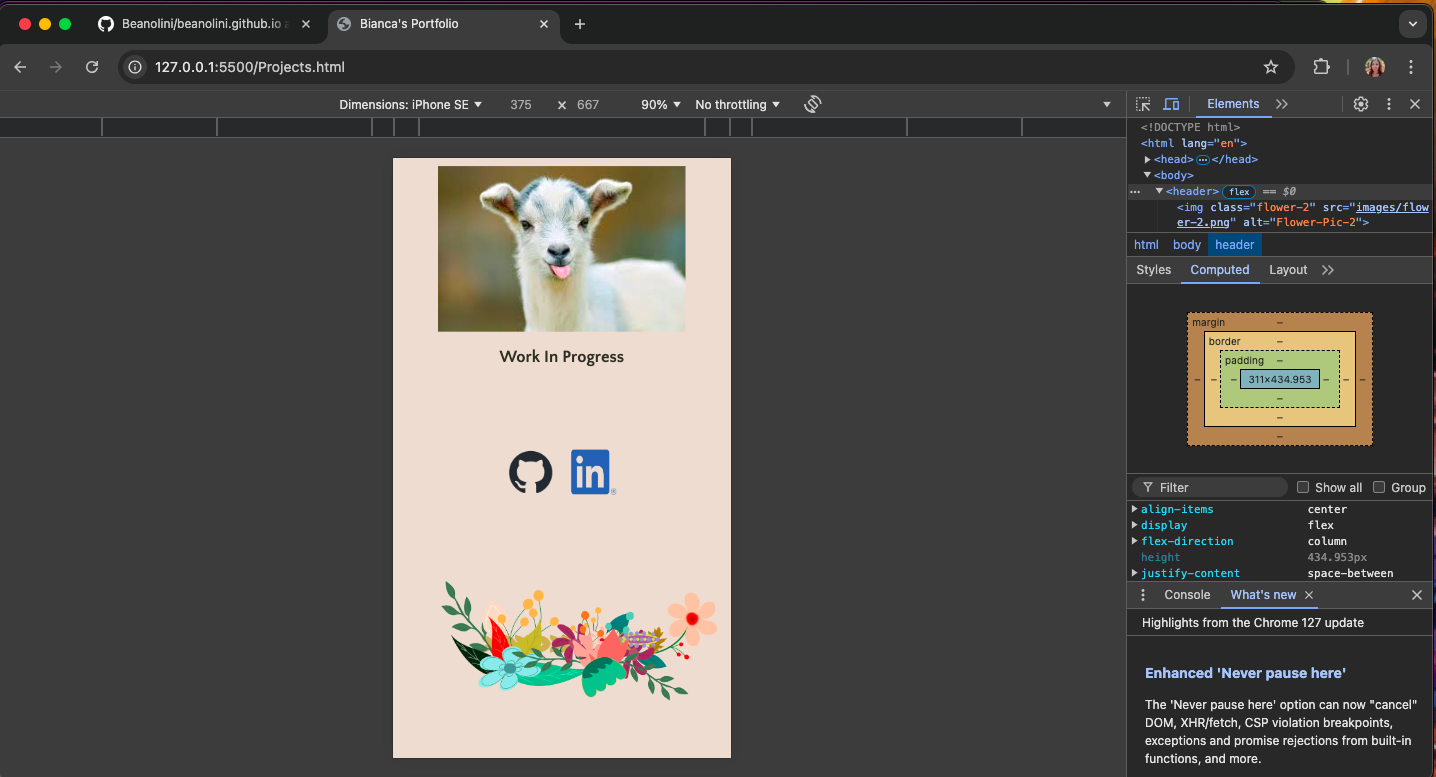 Beanolini/beanolini.github.io a
Bianca's Portfolio
127.0.0.1:5500/Projects.html
Dimensions: iPhone SE 375 × 667 90% No throttling
Elements
<!DOCTYPE html>
<html lang="en">
<head> </head>
<body>
<header> flex == $0
<img class="flower-2" src="images/flow
er-2.png" alt="Flower-Pic-2">
html body header
Styles Computed Layout
margin –
border –
padding –
– – – 311×434.953 – – –
–
–
–
Filter Show all Group
align-items center
display flex
flex-direction column
height 434.953px
justify-content space-between
Console What's new
Highlights from the Chrome 127 update
Enhanced 'Never pause here'
The 'Never pause here' option can now "cancel"
DOM, XHR/fetch, CSP violation breakpoints,
exceptions and promise rejections from built-in
functions, and more.
Work In Progress
in